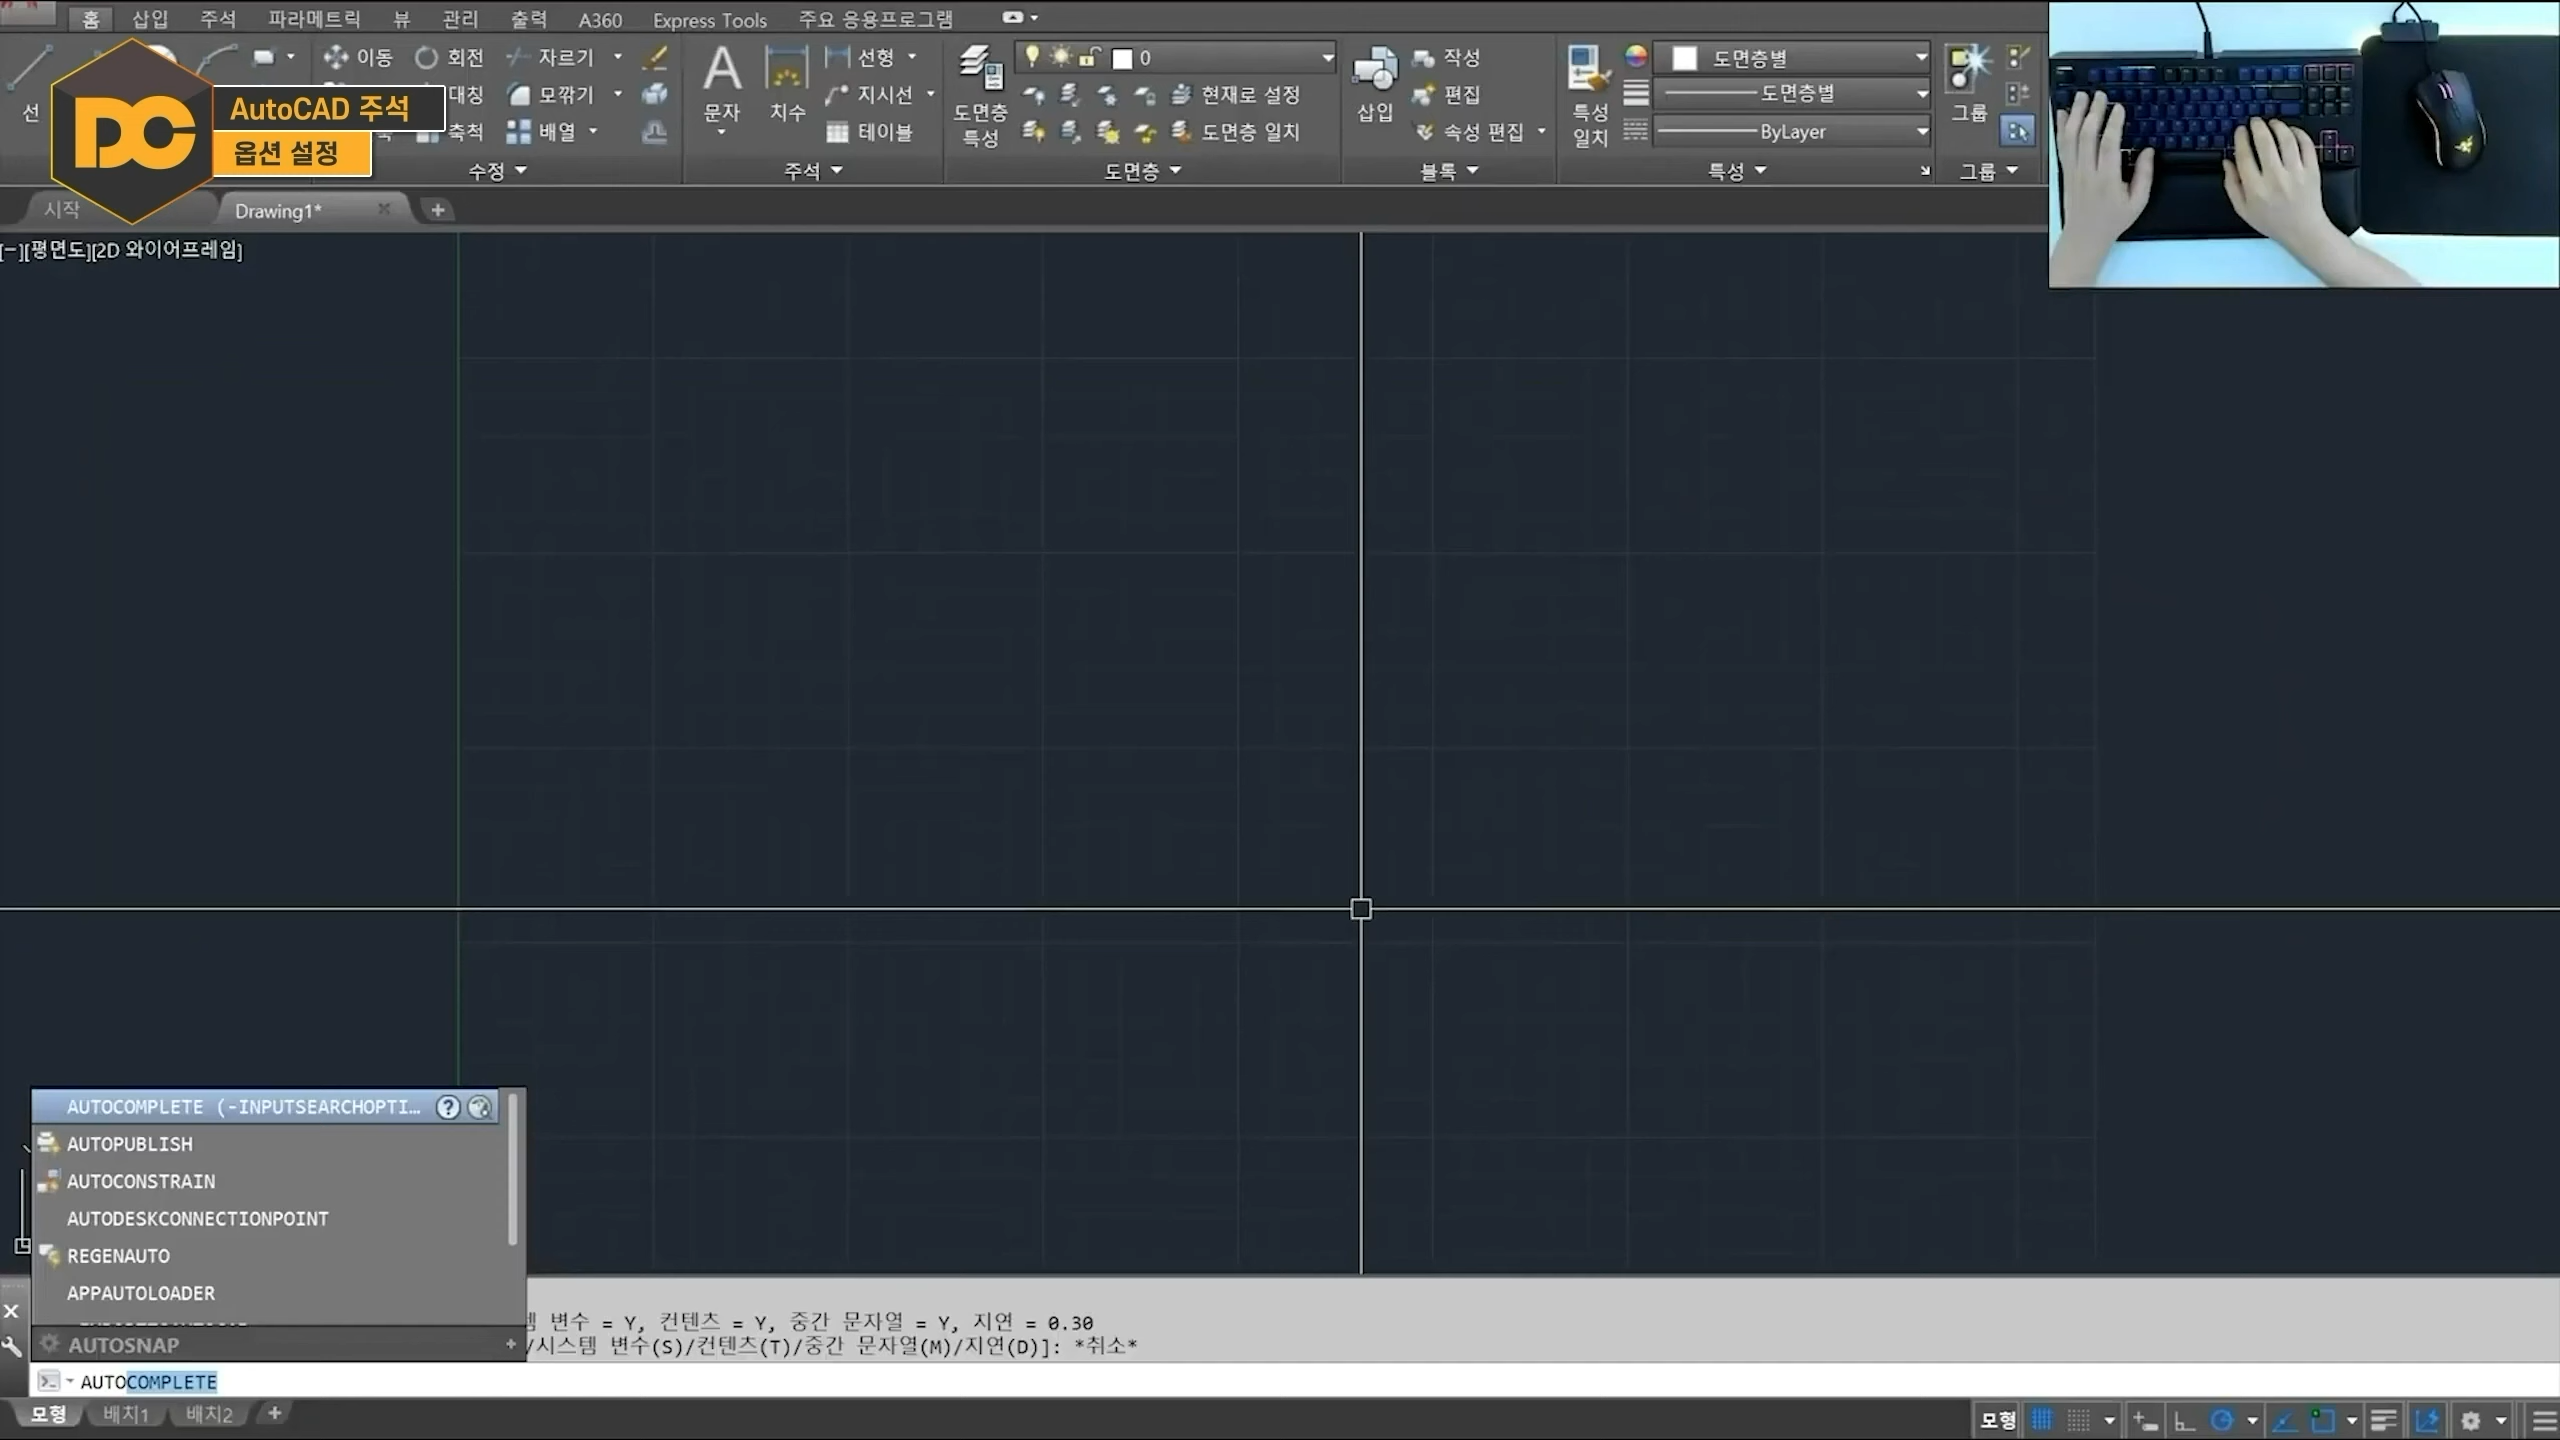 홈 삽입 주석 파라메트릭 뷰 관리 출력 A360 Express Tools 주요 응용프로그램
선 이동 회전 자르기 문자 치수 선형 도면층 특성 0 삽입 작성 특성 일치 도면층별 그룹
대칭 모깎기 지시선 현재로 설정 편집 도면층별
축척 배열 테이블 도면층 일치 속성 편집 ByLayer
DC
AutoCAD 주석
옵션 설정
수정 주석 도면층 블록 특성 그룹
시작 Drawing1*
[-][평면도][2D 와이어프레임]
AUTOCOMPLETE (-INPUTSEARCHOPTI...
AUTOPUBLISH
AUTOCONSTRAIN
AUTODESKCONNECTIONPOINT
REGENAUTO
APPAUTOLOADER
AUTOSNAP
변수 = Y, 컨텐츠 = Y, 중간 문자열 = Y, 지연 = 0.30
/시스템 변수(S)/컨텐츠(T)/중간 문자열(M)/지연(D)]: *취소*
AUTOCOMPLETE
모형 배치1 배치2
모형